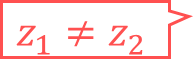 z₁ ≠ z₂